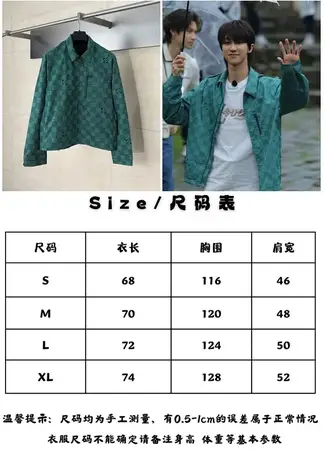 Size/尺码表
尺码 衣长 胸围 肩宽
S 68 116 46
M 70 120 48
L 72 124 50
XL 74 128 52
温馨提示：尺码均为手工测量、有0.5-1cm的误差属于正常情况
衣服尺码不能确定请备注身高 体重等基本参数